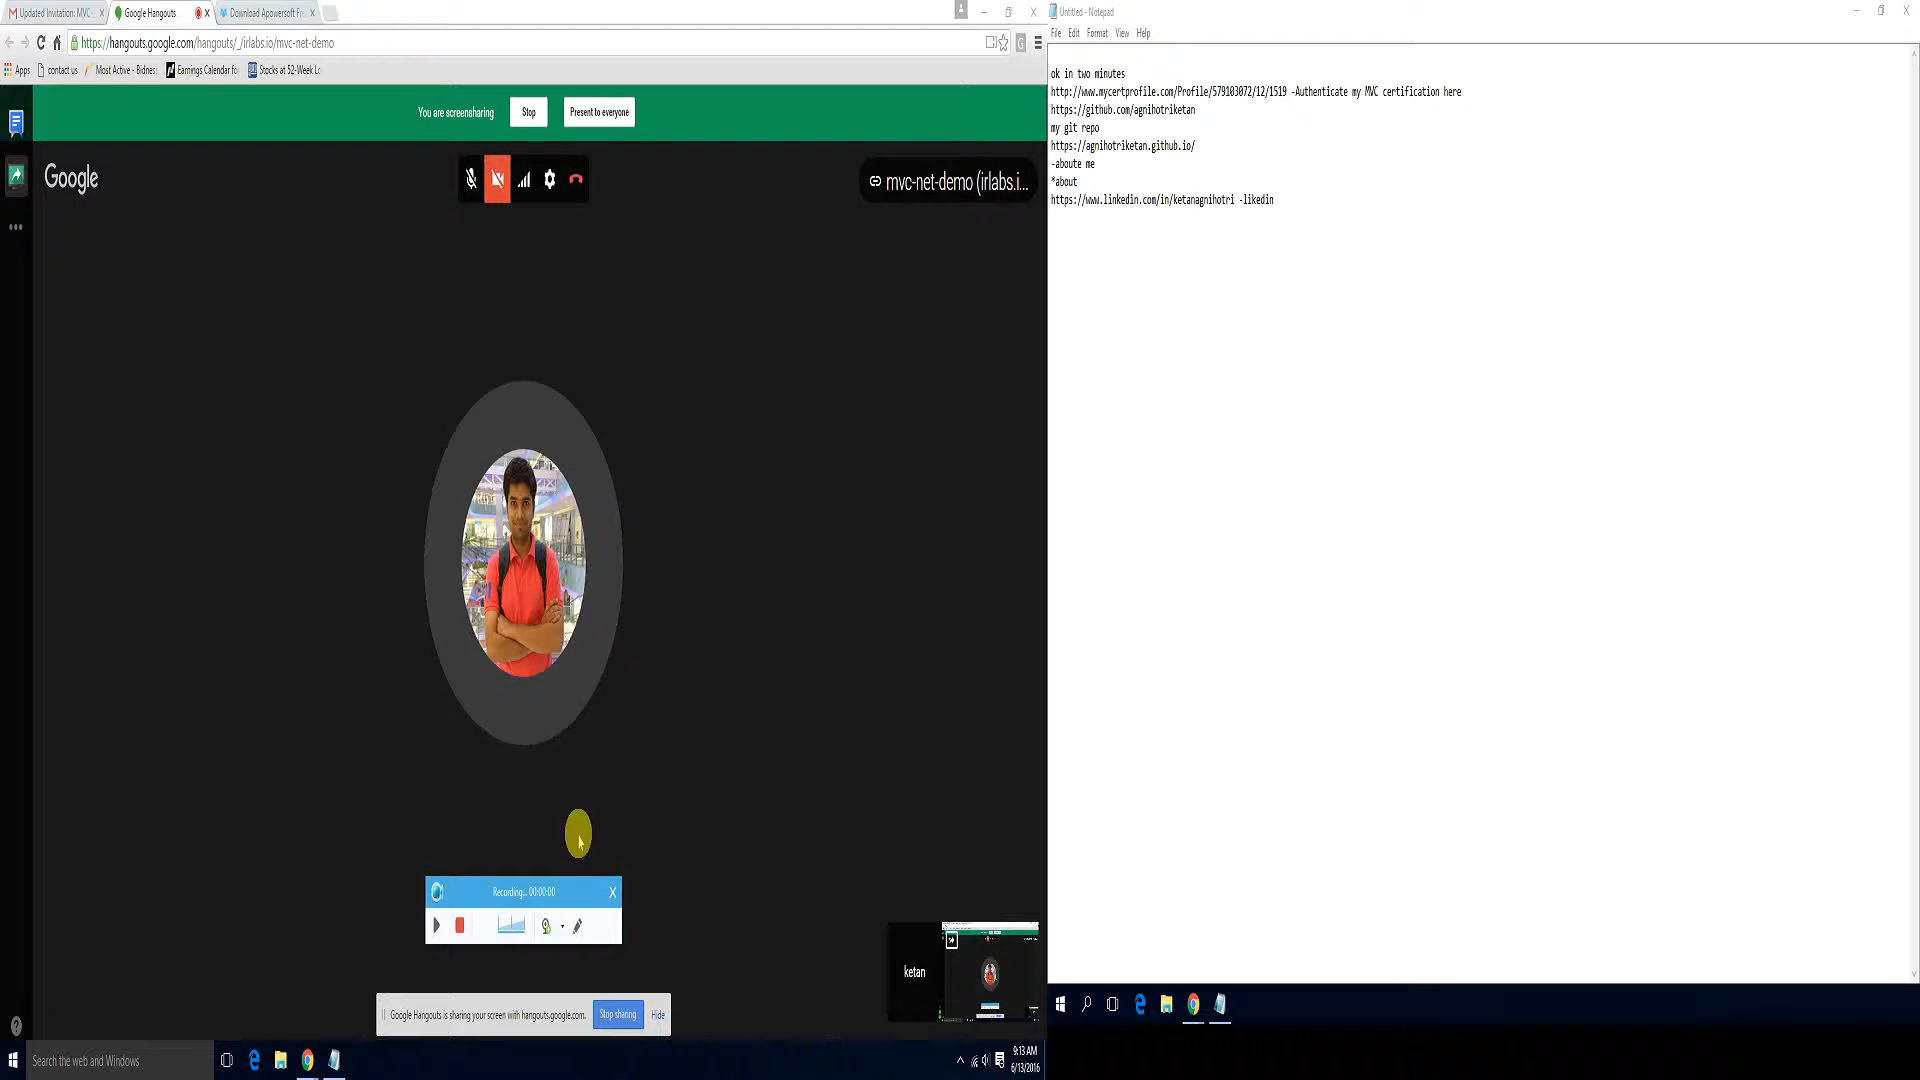 Updated Invitation: MVC-
Google Hangouts
Download Apowersoft Fr
https://hangouts.google.com/hangouts/_/irlabs.io/mvc-net-demo
Apps
contact us
Most Active - Bidness
Earnings Calendar for
Stocks at 52-Week Lo
You are screensharing
Stop
Present to everyone
Google
mvc-net-demo (irlabs.i...
Recording... 00:00:00
ketan
Google Hangouts is sharing your screen with hangouts.google.com.
Stop sharing
Hide
Search the web and Windows
9:13 AM
6/13/2016
Untitled - Notepad
File Edit Format View Help
ok in two minutes
http://www.mycertprofile.com/Profile/579103072/12/1519 -Authenticate my MVC certification here
https://github.com/agnihotriketan
my git repo
https://agnihotriketan.github.io/
-aboute me
*about
https://www.linkedin.com/in/ketanagnihotri -likedin